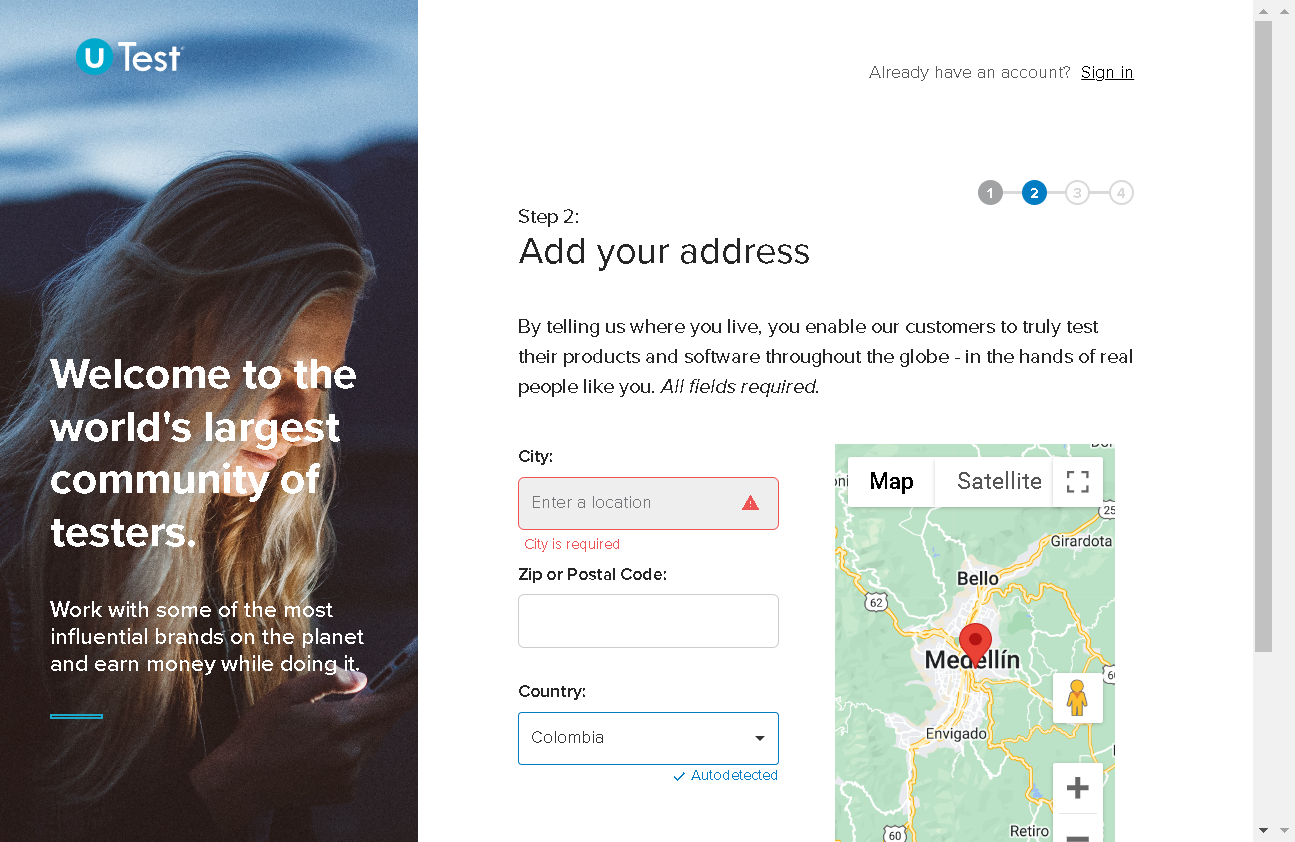 U Test
Already have an account? Sign in
1 2 3 4
Step 2:
Add your address
By telling us where you live, you enable our customers to truly test
their products and software throughout the globe - in the hands of real
people like you. All fields required.
Welcome to the
world's largest
community of
testers.
Work with some of the most
influential brands on the planet
and earn money while doing it.
City:
Enter a location
City is required
Zip or Postal Code:
Country:
Colombia
Autodetected
Map Satellite
25
Girardota
Bello
62
Medellín
Envigado
Retiro
60